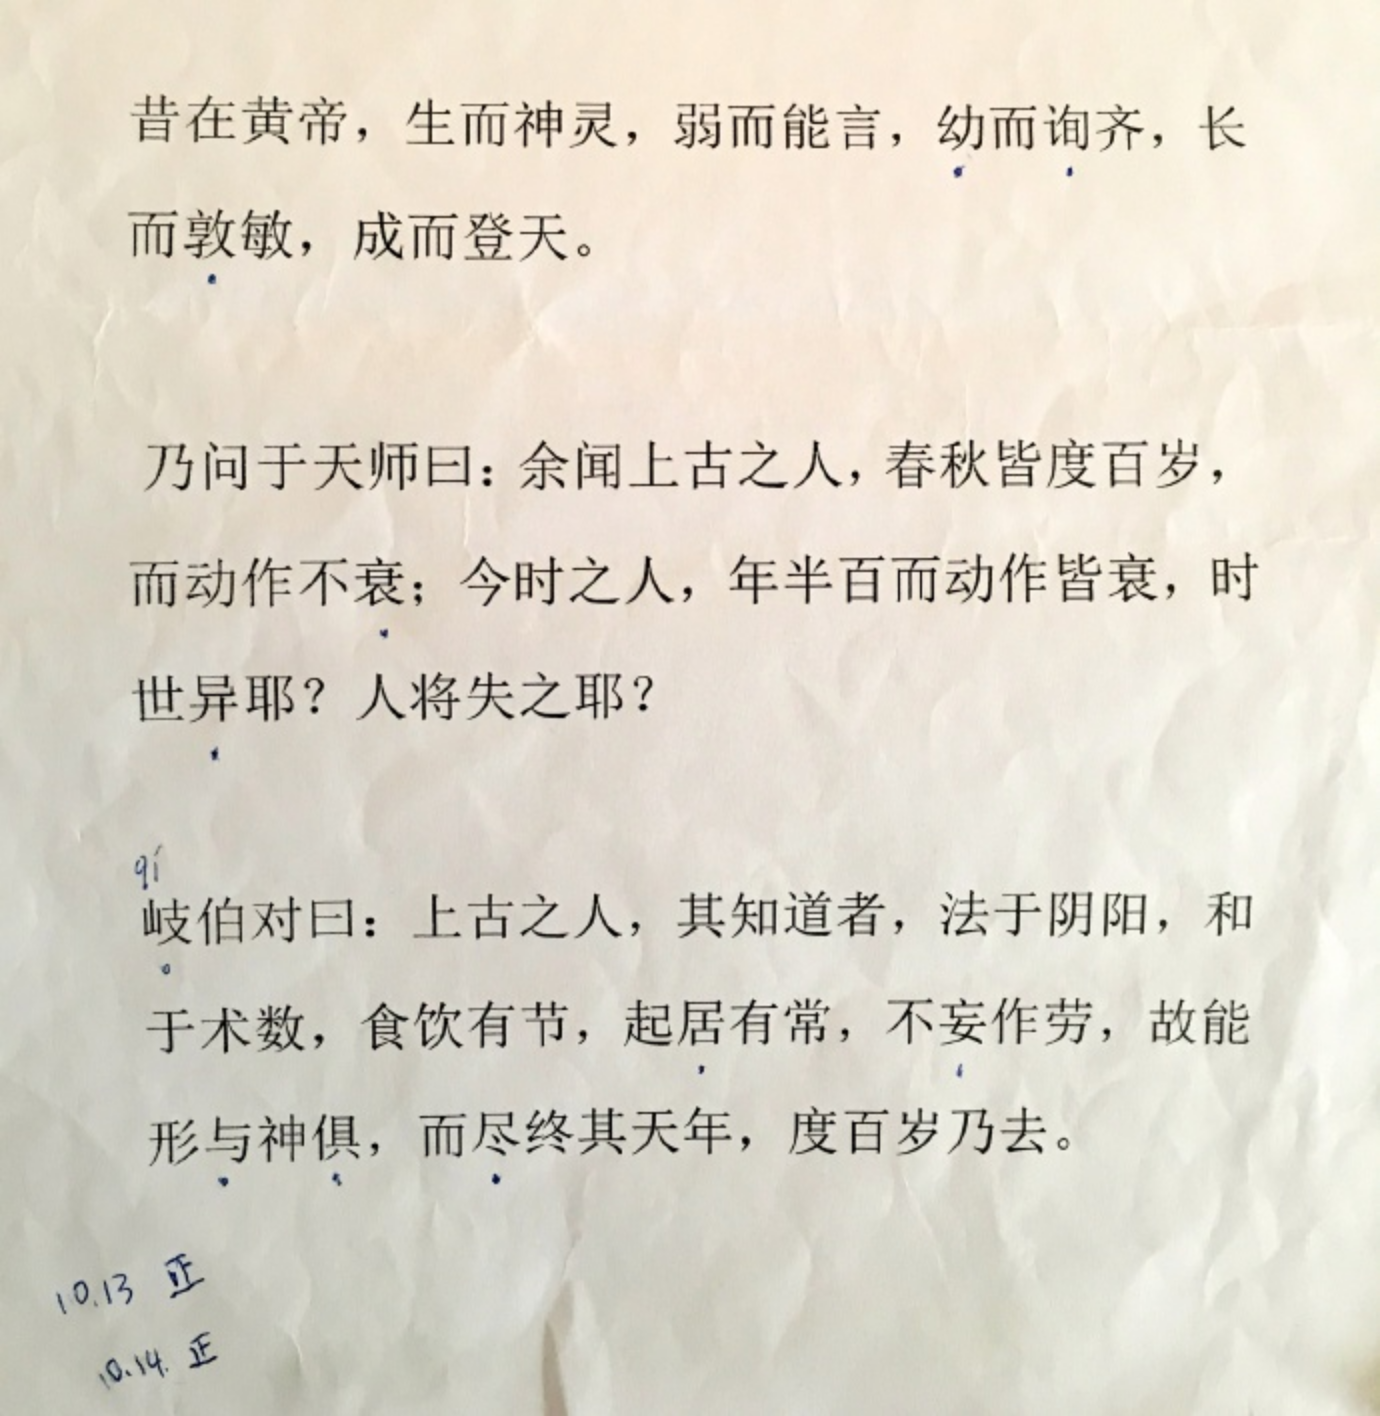 昔在黄帝，生而神灵，弱而能言，幼而询齐，长
而敦敏，成而登天。
乃问于天师曰：余闻上古之人，春秋皆度百岁，
而动作不衰；今时之人，年半百而动作皆衰，时
世异耶？人将失之耶？
qí
岐伯对曰：上古之人，其知道者，法于阴阳，和
于术数，食饮有节，起居有常，不妄作劳，故能
形与神俱，而尽终其天年，度百岁乃去。
10.13 正
10.14. 正